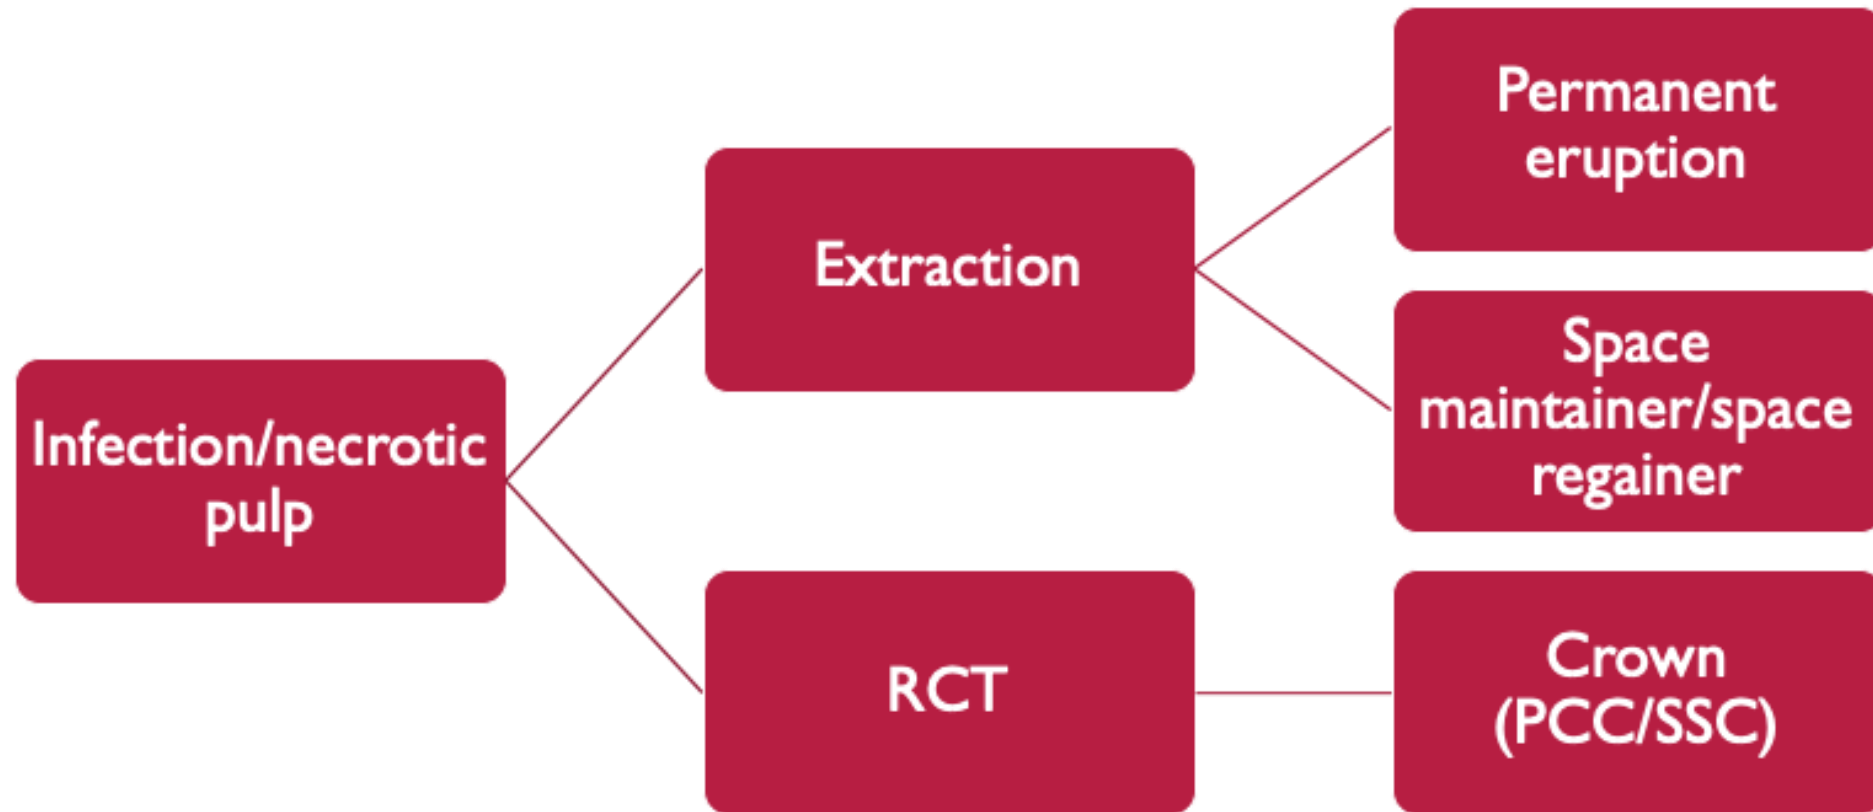 Infection/necrotic
pulp
Extraction
RCT
Permanent
eruption
Space
maintainer/space
regainer
Crown
(PCC/SSC)